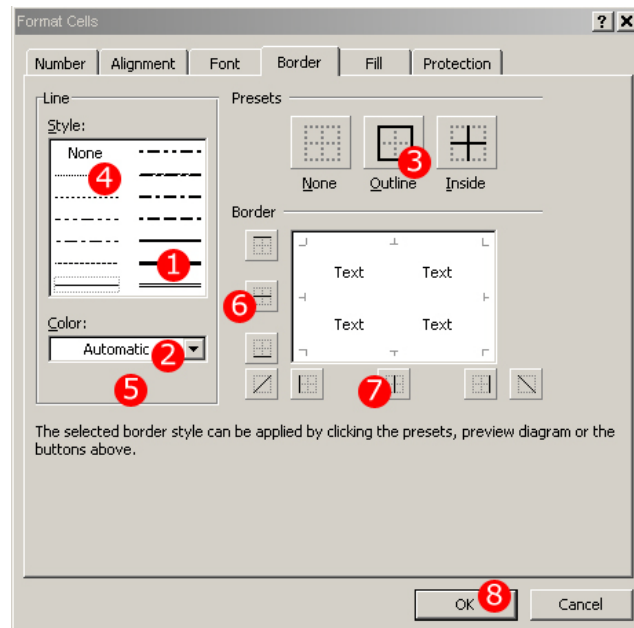 Format Cells ? X
Number Alignment Font Border Fill Protection
Line
Style:
None
4
1
Color:
Automatic 2
5
Presets
3
None Outline Inside
Border
6
Text Text
Text Text
7
The selected border style can be applied by clicking the presets, preview diagram or the
buttons above.
OK 8 Cancel